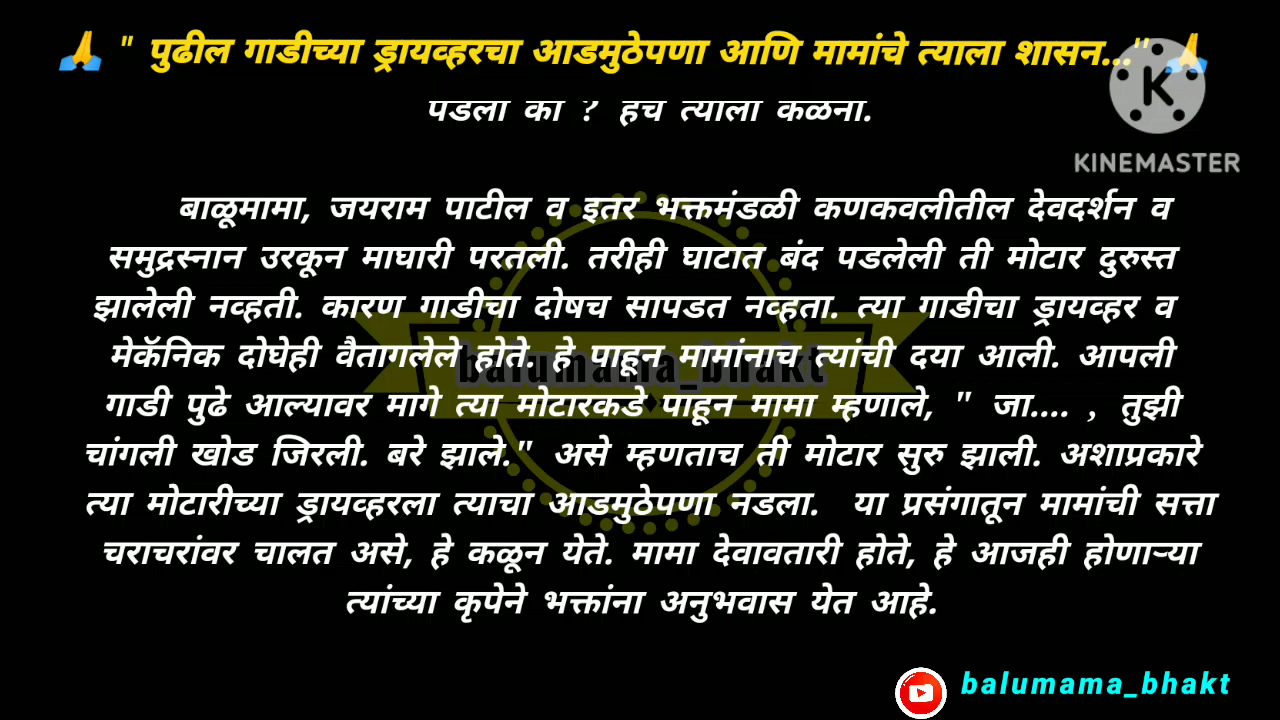 🙏 " पुढील गाडीच्या ड्रायव्हरचा आडमुठेपणा आणि मामांचे त्याला शासन..." 🙏
पडला का ? हेच त्याला कळेना.
KINEMASTER
बाळूमामा, जयराम पाटील व इतर भक्तमंडळी कणकवलीतील देवदर्शन व
समुद्रस्नान उरकून माघारी परतली. तरीही घाटात बंद पडलेली ती मोटार दुरुस्त
झालेली नव्हती. कारण गाडीचा दोषच सापडत नव्हता. त्या गाडीचा ड्रायव्हर व
मेकॅनिक दोघेही वैतागलेले होते. हे पाहून मामांनाच त्यांची दया आली. आपली
गाडी पुढे आल्यावर मागे त्या मोटारकडे पाहून मामा म्हणाले, " जा.... , तुझी
चांगली खोड जिरली. बरे झाले." असे म्हणताच ती मोटार सुरु झाली. अशाप्रकारे
त्या मोटारीच्या ड्रायव्हरला त्याचा आडमुठेपणा नडला. या प्रसंगातून मामांची सत्ता
चराचरांवर चालत असे, हे कळून येते. मामा देवावतारी होते, हे आजही होणाऱ्या
त्यांच्या कृपेने भक्तांना अनुभवास येत आहे.
balumama_bhakt
balumama_bhakt